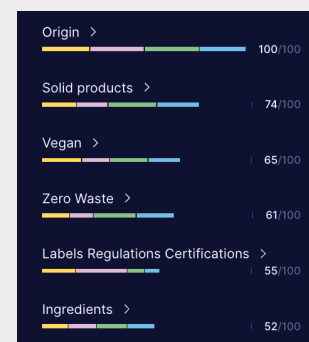 Origin >
100/100
Solid products >
74/100
Vegan >
65/100
Zero Waste >
61/100
Labels Regulations Certifications >
55/100
Ingredients >
52/100